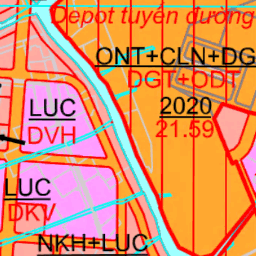 Depot tuyến đường
ONT+CLN+DG
DGT+ODT
2020
21.59
LUC
DVH
LUC
DKV
NKH+LUC